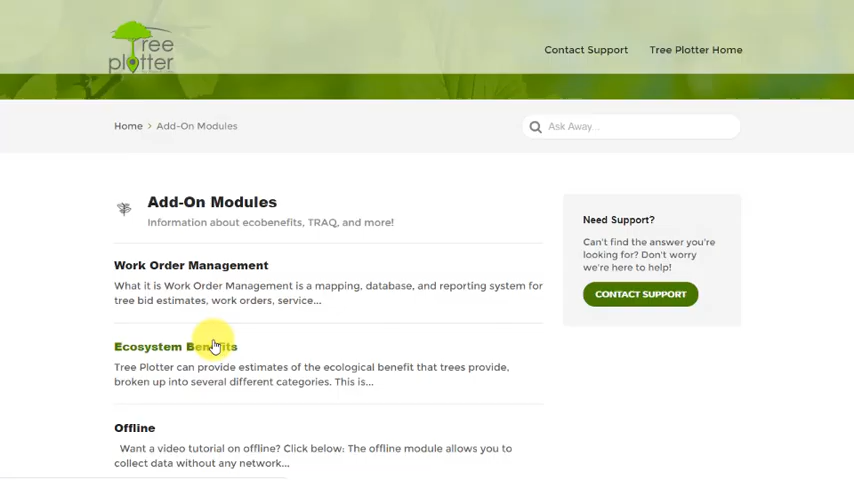 Tree
plotter
Contact Support
Tree Plotter Home
Home > Add-On Modules
Ask Away...
Add-On Modules
Information about ecobenefits, TRAQ, and more!
Work Order Management
What it is Work Order Management is a mapping, database, and reporting system for
tree bid estimates, work orders, service...
Ecosystem Benefits
Tree Plotter can provide estimates of the ecological benefit that trees provide,
broken up into several different categories. This is...
Offline
Want a video tutorial on offline? Click below: The offline module allows you to
collect data without any network...
Need Support?
Can't find the answer you're
looking for? Don't worry
we're here to help!
CONTACT SUPPORT